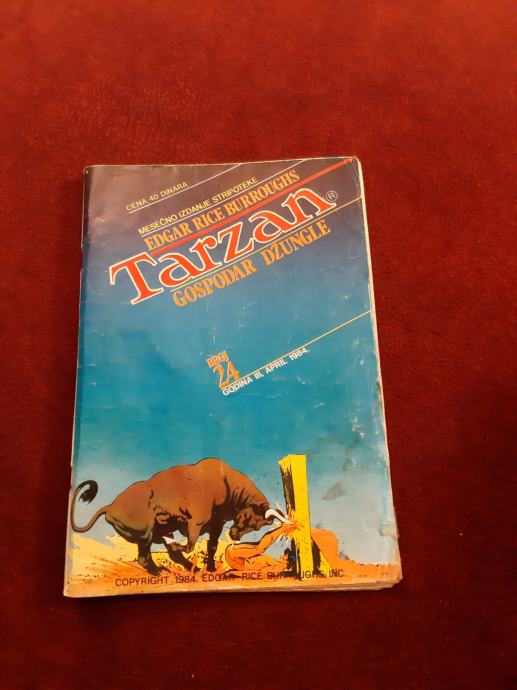 CENA 40 DINARA
MESEČNO IZDANJE STRIPOTEKE
EDGAR RICE BURROUGHS
Tarzan®
GOSPODAR DŽUNGLE
BROJ
24
GODINA III, APRIL 1984.
COPYRIGHT 1984. EDGAR RICE BURROUGHS, INC.